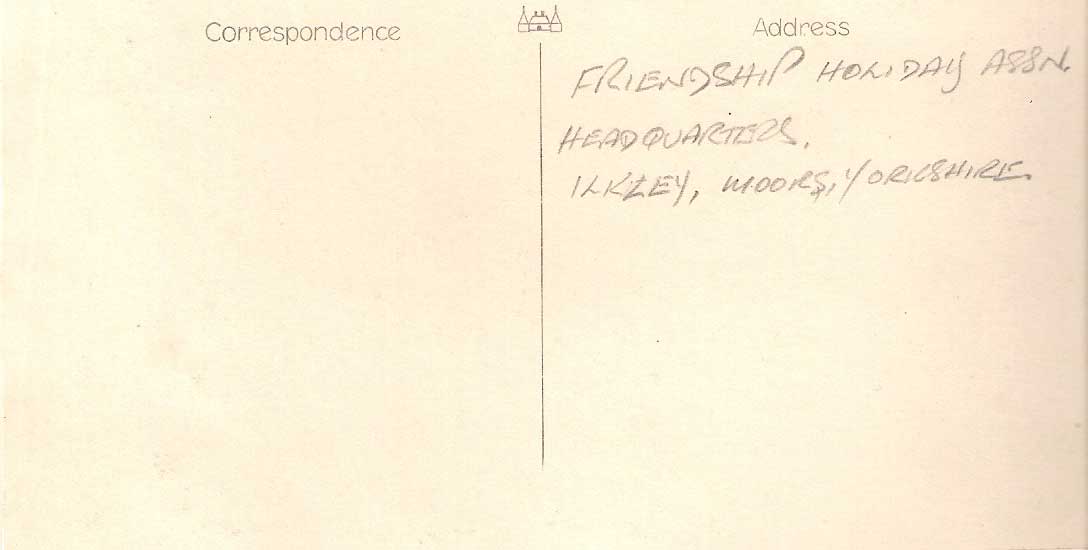 Correspondence
Address
FRIENDSHIP HOLIDAY ASSN.
HEADQUARTERS.
ILKLEY, MOORS, YORKSHIRE.